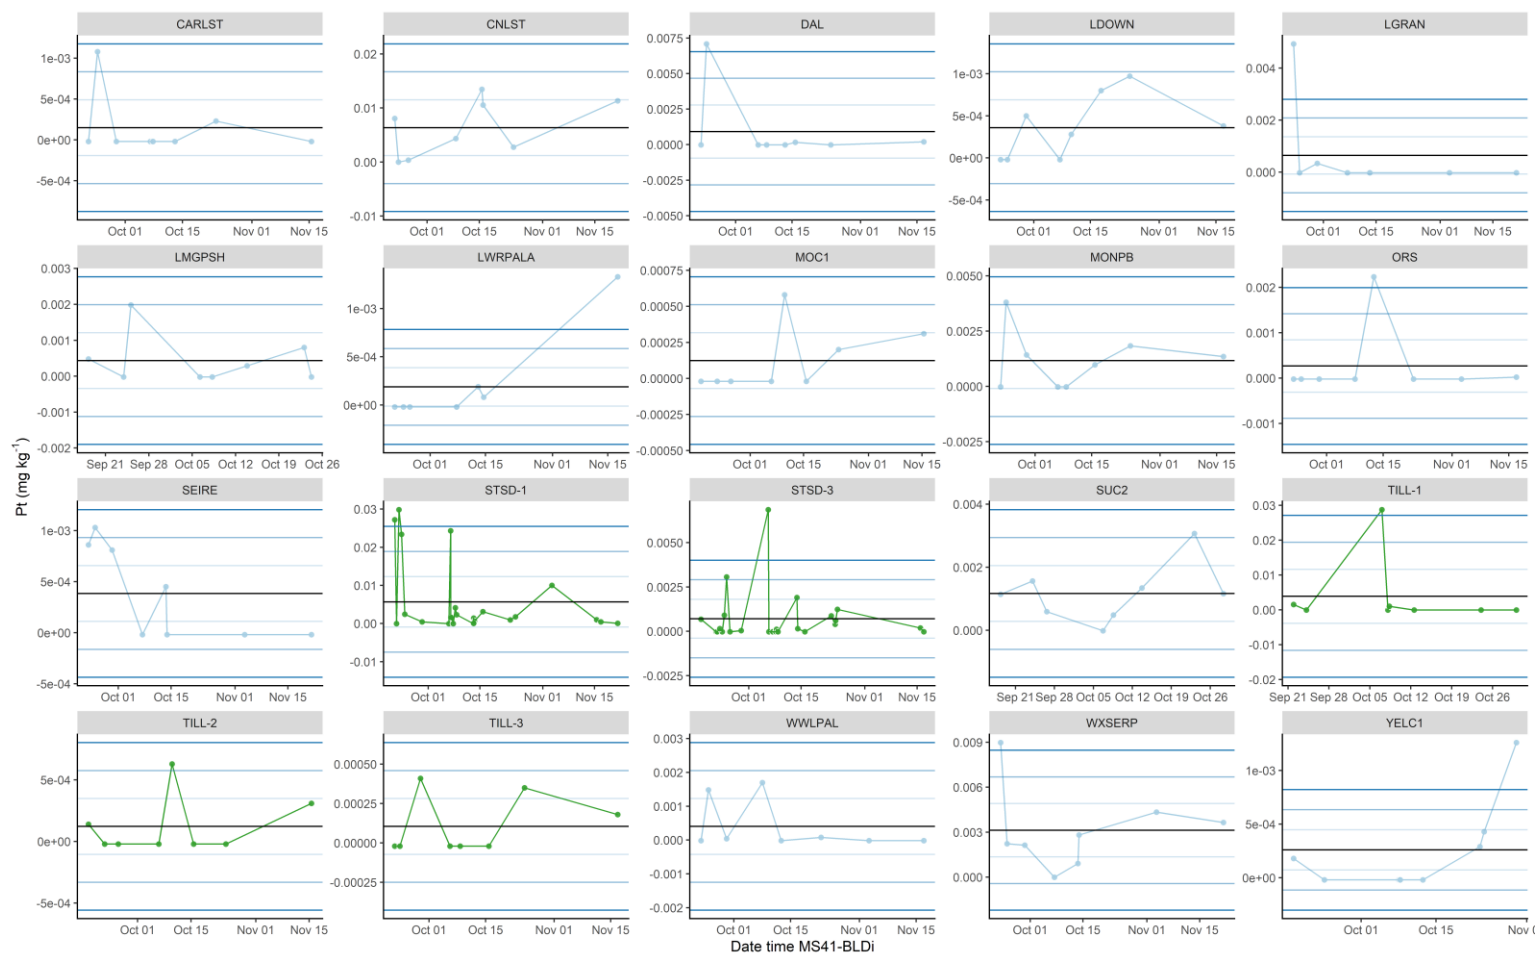 CARLST CNLST DAL LDOWN LGRAN
1e-03 5e-04 0e+00 -5e-04
0.02 0.01 0.00 -0.01
0.0075 0.0050 0.0025 0.0000 -0.0025 -0.0050
1e-03 5e-04 0e+00 -5e-04
0.004 0.002 0.000
Oct 01 Oct 15 Nov 01 Nov 15 Oct 01 Oct 15 Nov 01 Nov 15 Oct 01 Oct 15 Nov 01 Nov 15 Oct 01 Oct 15 Nov 01 Nov 15 Oct 01 Oct 15 Nov 01 Nov 15
LMGPSH LWRPALA MOC1 MONPB ORS
0.003 0.002 0.001 0.000 -0.001 -0.002
1e-03 5e-04 0e+00
0.00075 0.00050 0.00025 0.00000 -0.00025 -0.00050
0.0050 0.0025 0.0000 -0.0025
0.002 0.001 0.000 -0.001
Sep 21 Sep 28 Oct 05 Oct 12 Oct 19 Oct 26 Oct 01 Oct 15 Nov 01 Nov 15 Oct 01 Oct 15 Nov 01 Nov 15 Oct 01 Oct 15 Nov 01 Nov 15 Oct 01 Oct 15 Nov 01 Nov 15
Pt (mg kg-1)
SEIRE STSD-1 STSD-3 SUC2 TILL-1
1e-03 5e-04 0e+00 -5e-04
0.03 0.02 0.01 0.00 -0.01
0.0050 0.0025 0.0000 -0.0025
0.004 0.002 0.000
0.03 0.02 0.01 0.00 -0.01 -0.02
Oct 01 Oct 15 Nov 01 Nov 15 Oct 01 Oct 15 Nov 01 Nov 15 Oct 01 Oct 15 Nov 01 Nov 15 Sep 21 Sep 28 Oct 05 Oct 12 Oct 19 Oct 26 Sep 21 Sep 28 Oct 05 Oct 12 Oct 19 Oct 26
TILL-2 TILL-3 WWLPAL WXSERP YELC1
5e-04 0e+00 -5e-04
0.00050 0.00025 0.00000 -0.00025
0.003 0.002 0.001 0.000 -0.001 -0.002
0.009 0.006 0.003 0.000
1e-03 5e-04 0e+00
Oct 01 Oct 15 Nov 01 Nov 15 Oct 01 Oct 15 Nov 01 Nov 15 Oct 01 Oct 15 Nov 01 Nov 15 Oct 01 Oct 15 Nov 01 Nov 15 Oct 01 Oct 15 Nov 0
Date time MS41-BLDi